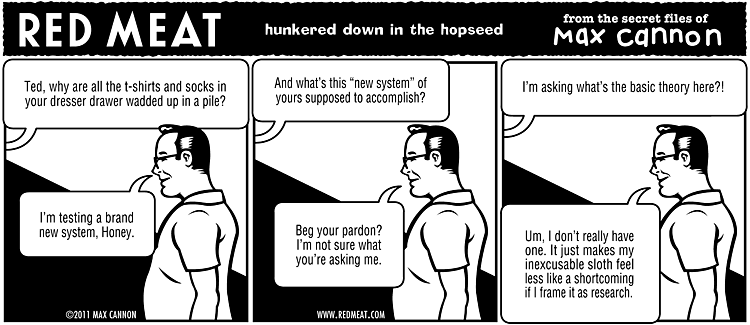 RED MEAT
hunkered down in the hopseed
from the secret files of
Max cannon
Ted, why are all the t-shirts and socks in
your dresser drawer wadded up in a pile?
I'm testing a brand
new system, Honey.
©2011 MAX CANNON
And what's this “new system” of
yours supposed to accomplish?
Beg your pardon?
I'm not sure what
you're asking me.
WWW.REDMEAT.COM
I'm asking what's the basic theory here?!
Um, I don't really have
one. It just makes my
inexcusable sloth feel
less like a shortcoming
if I frame it as research.